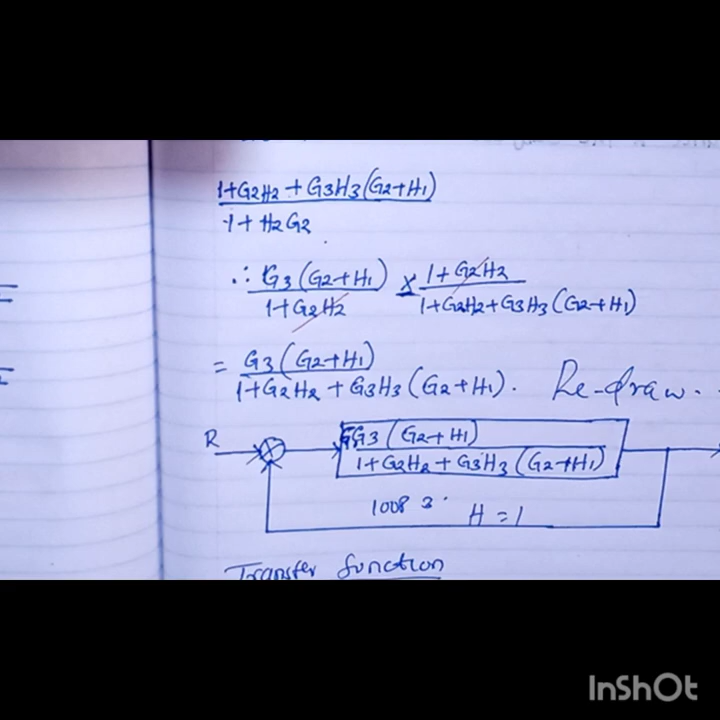 1+G2H2 + G3H3(G2+H1)
1 + H2G2
∴ G3(G2+H1) × 1+G2H2
1+G2H2 1+G2H2+G3H3(G2+H1)
= G3(G2+H1)
1+G2H2 + G3H3(G2+H1). Re-draw.
R
G3(G2+H1)
1+G2H2+G3H3(G2+H1)
H=1
Transfer function
InShOt